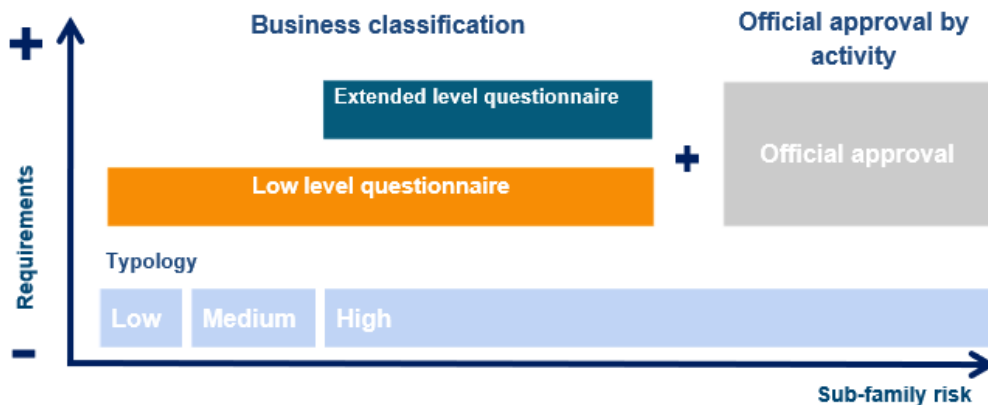 +
Business classification
Official approval by
activity
Extended level questionnaire
Low level questionnaire
+
Official approval
Requirements
Typology
Low
Medium
High
-
Sub-family risk